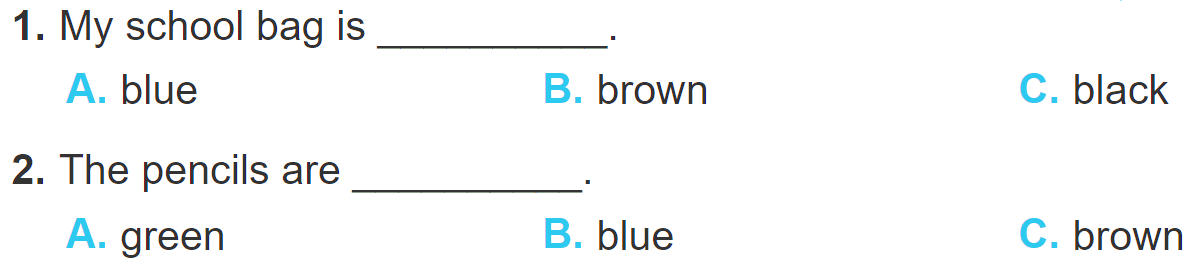 1. My school bag is __________.
A. blue B. brown C. black
2. The pencils are __________.
A. green B. blue C. brown